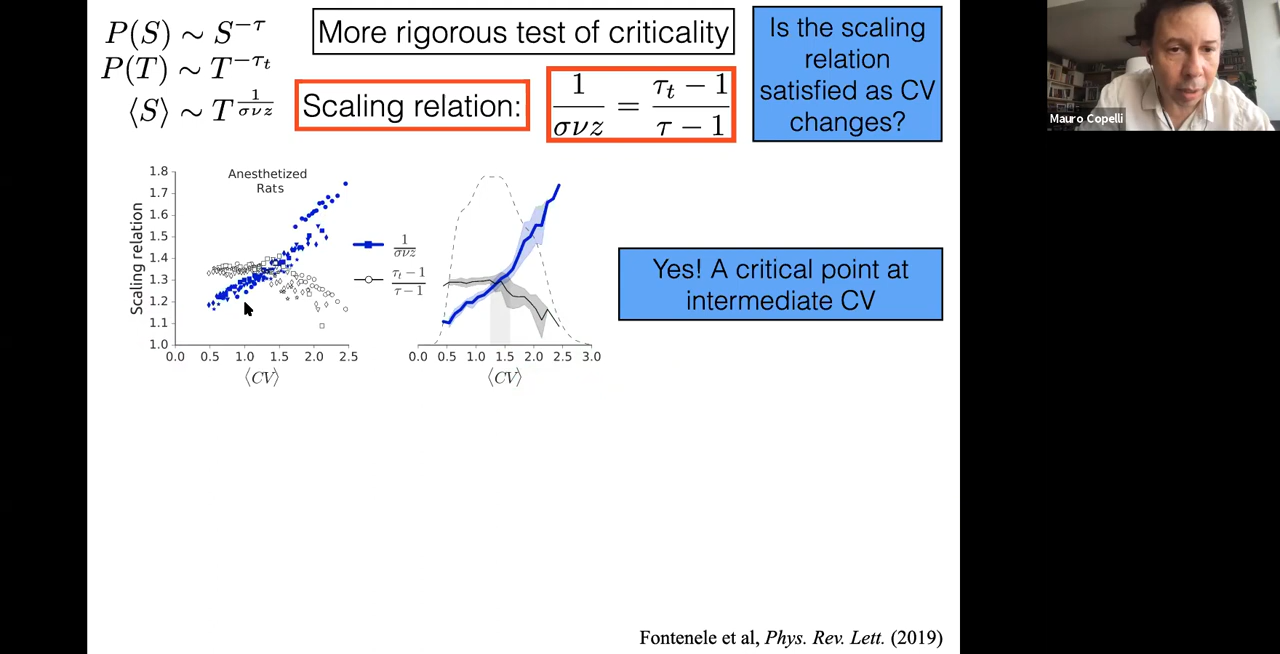 P(S) ∼ S^{−τ}
P(T) ∼ T^{−τ_t}
⟨S⟩ ∼ T^{1/σνz}
More rigorous test of criticality
Scaling relation:
1/σνz = (τ_t − 1)/(τ − 1)
Is the scaling
relation
satisfied as CV
changes?
Mauro Copelli
Anesthetized
Rats
Scaling relation
1.8
1.7
1.6
1.5
1.4
1.3
1.2
1.1
1.0
0.0 0.5 1.0 1.5 2.0 2.5
⟨CV⟩
1/σνz
(τ_t − 1)/(τ − 1)
0.0 0.5 1.0 1.5 2.0 2.5 3.0
⟨CV⟩
Yes! A critical point at
intermediate CV
Fontenele et al, Phys. Rev. Lett. (2019)